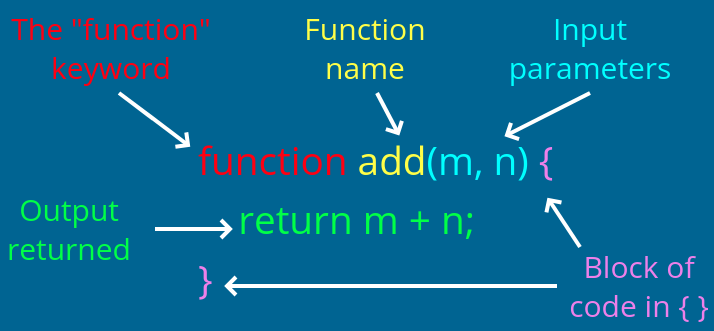 The "function"
keyword
Function
name
Input
parameters
function add(m, n) {
Output
returned
return m + n;
}
Block of
code in { }